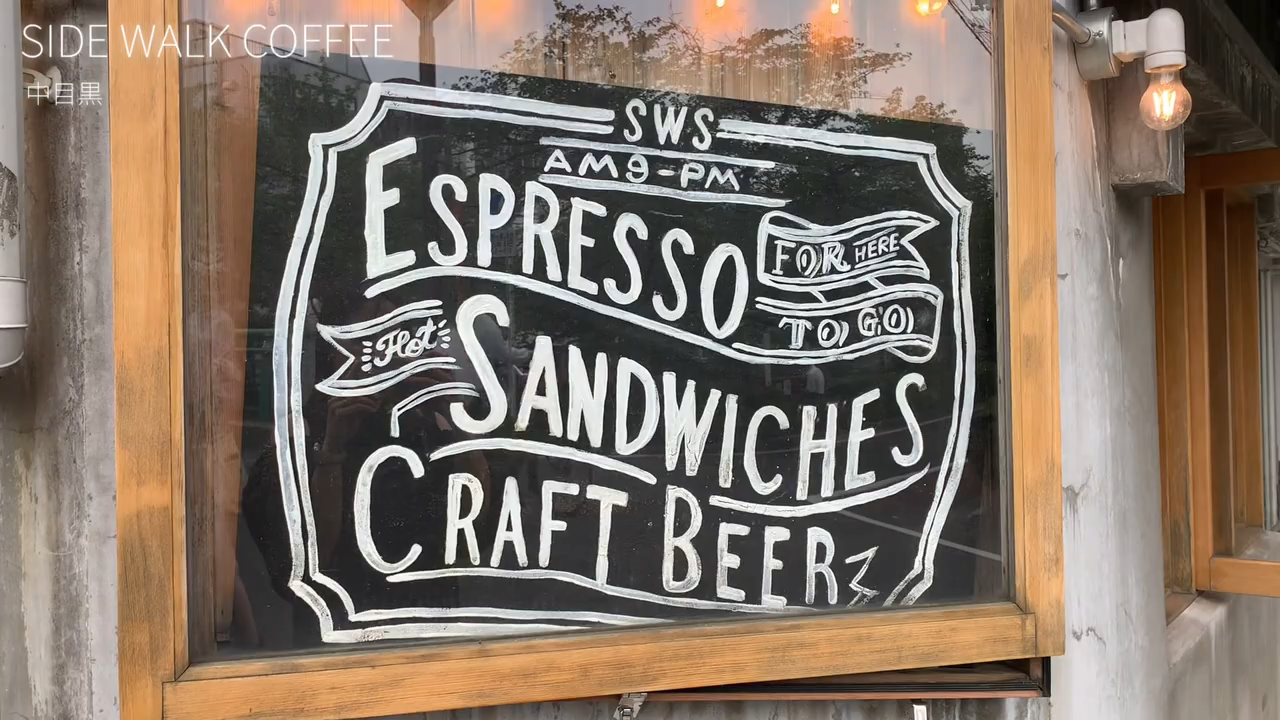 SIDE WALK COFFEE
中目黒
SWS
AM9-PM
ESPRESSO
FOR HERE
TO GO
Hot
SANDWICHES
CRAFT BEER